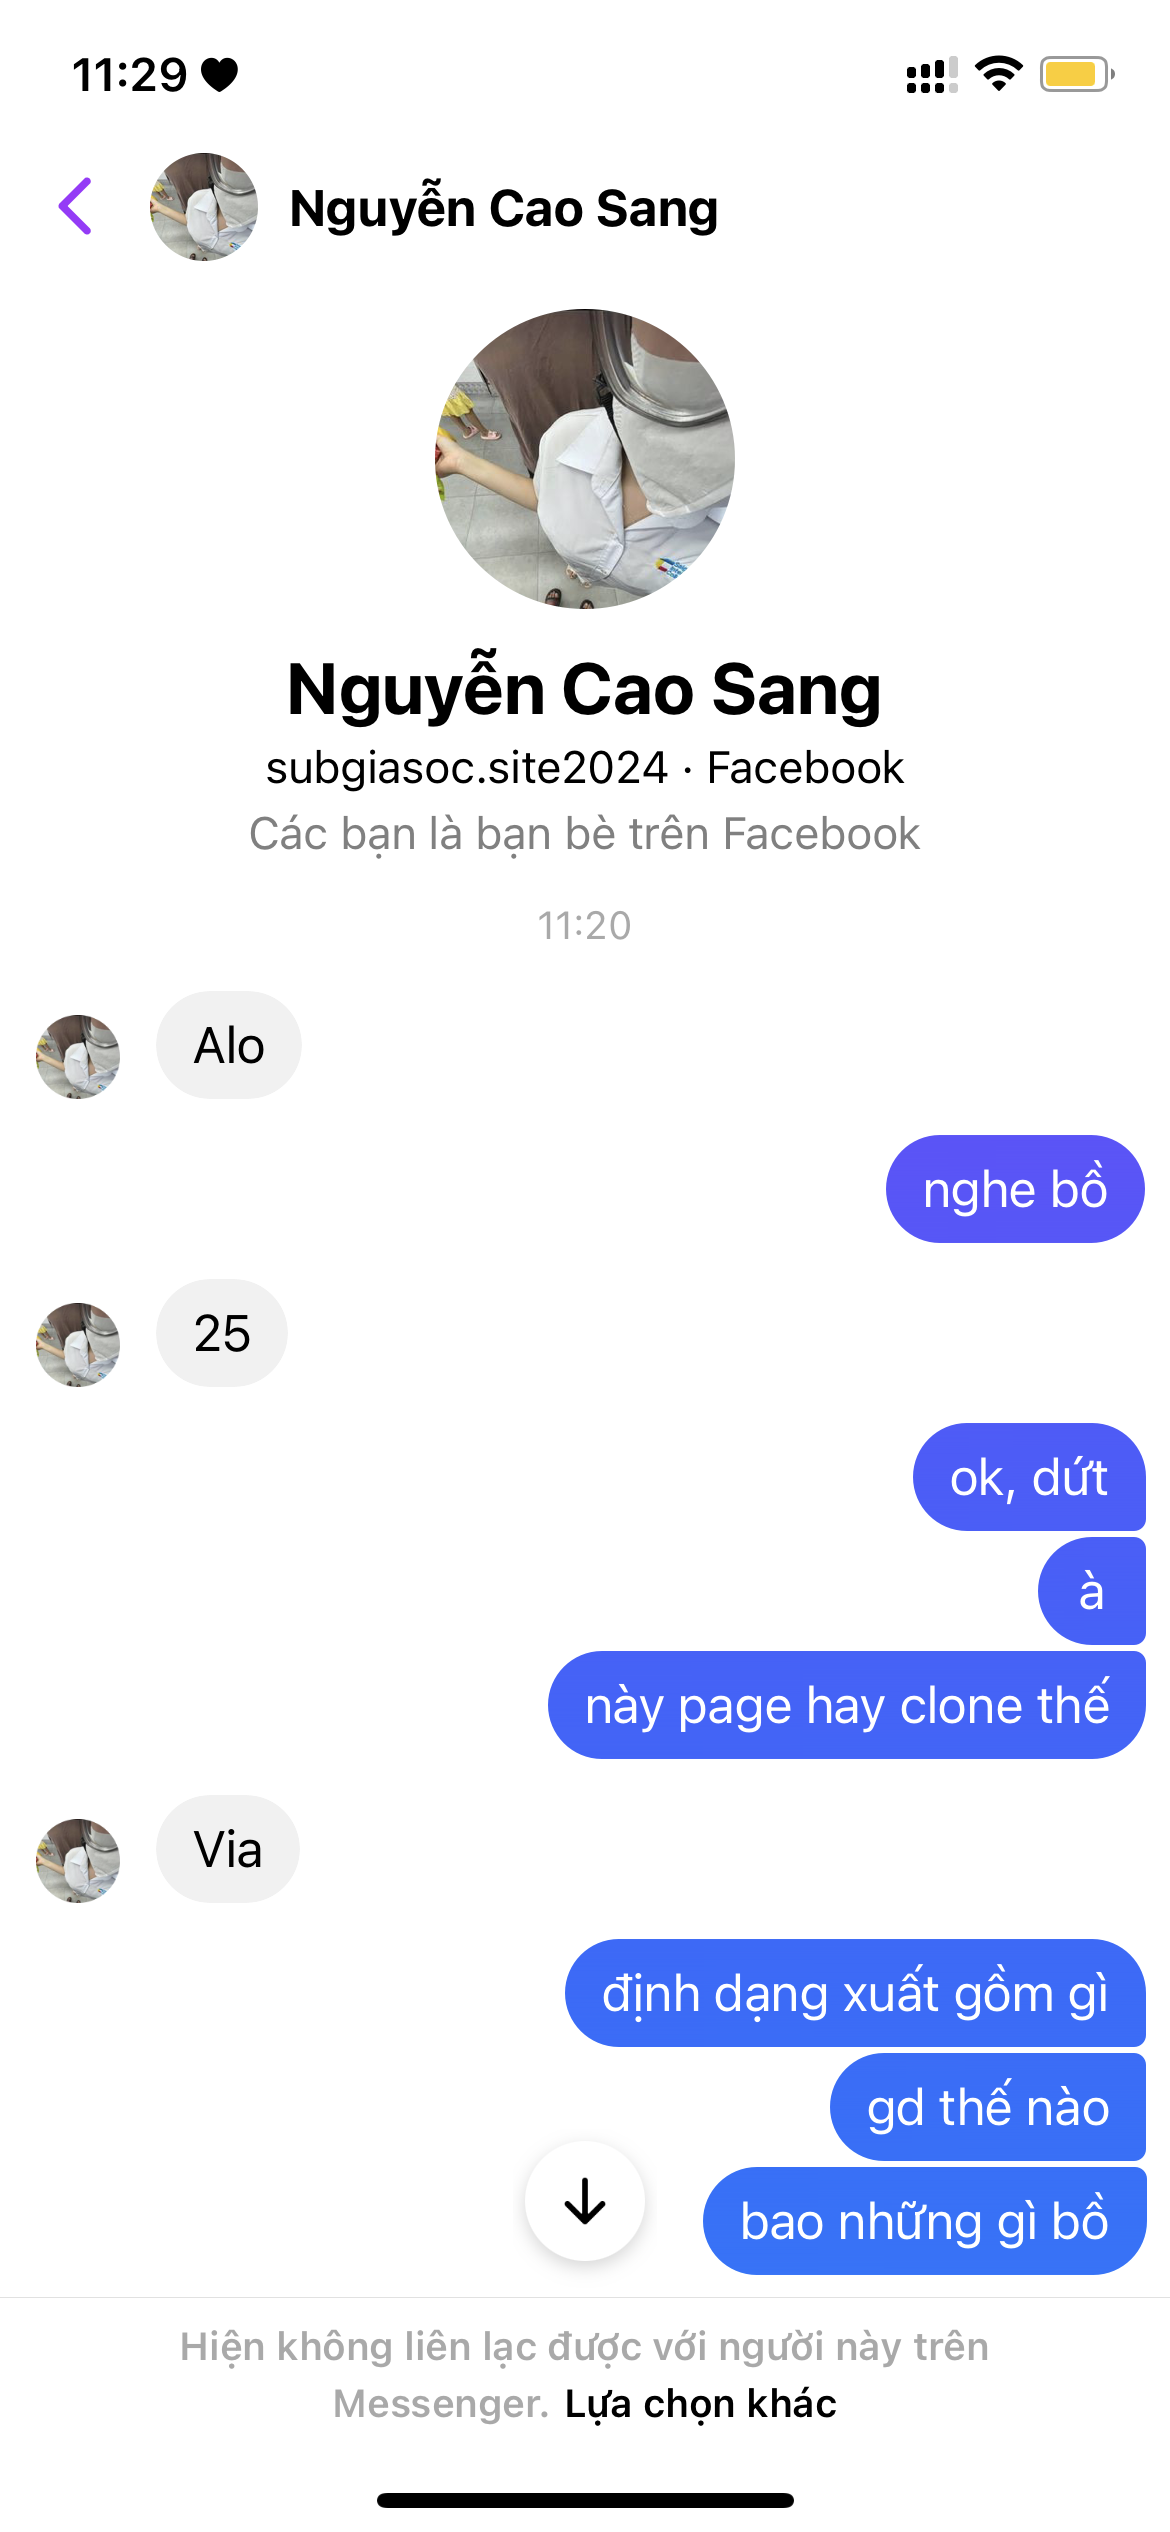 11:29
Nguyễn Cao Sang
Nguyễn Cao Sang
subgiasoc.site2024 · Facebook
Các bạn là bạn bè trên Facebook
11:20
Alo
nghe bồ
25
ok, dứt
à
này page hay clone thế
Via
định dạng xuất gồm gì
gd thế nào
bao những gì bồ
Hiện không liên lạc được với người này trên
Messenger. Lựa chọn khác